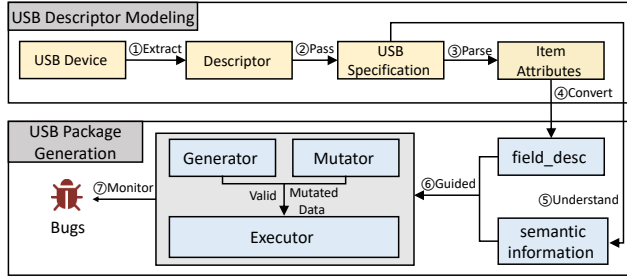 USB Descriptor Modeling
USB Device
①Extract
Descriptor
②Pass
USB
Specification
③Parse
Item
Attributes
④Convert
USB Package
Generation
Generator
Mutator
Valid
Mutated
Data
Executor
⑦Monitor
Bugs
⑥Guided
field_desc
⑤Understand
semantic
information